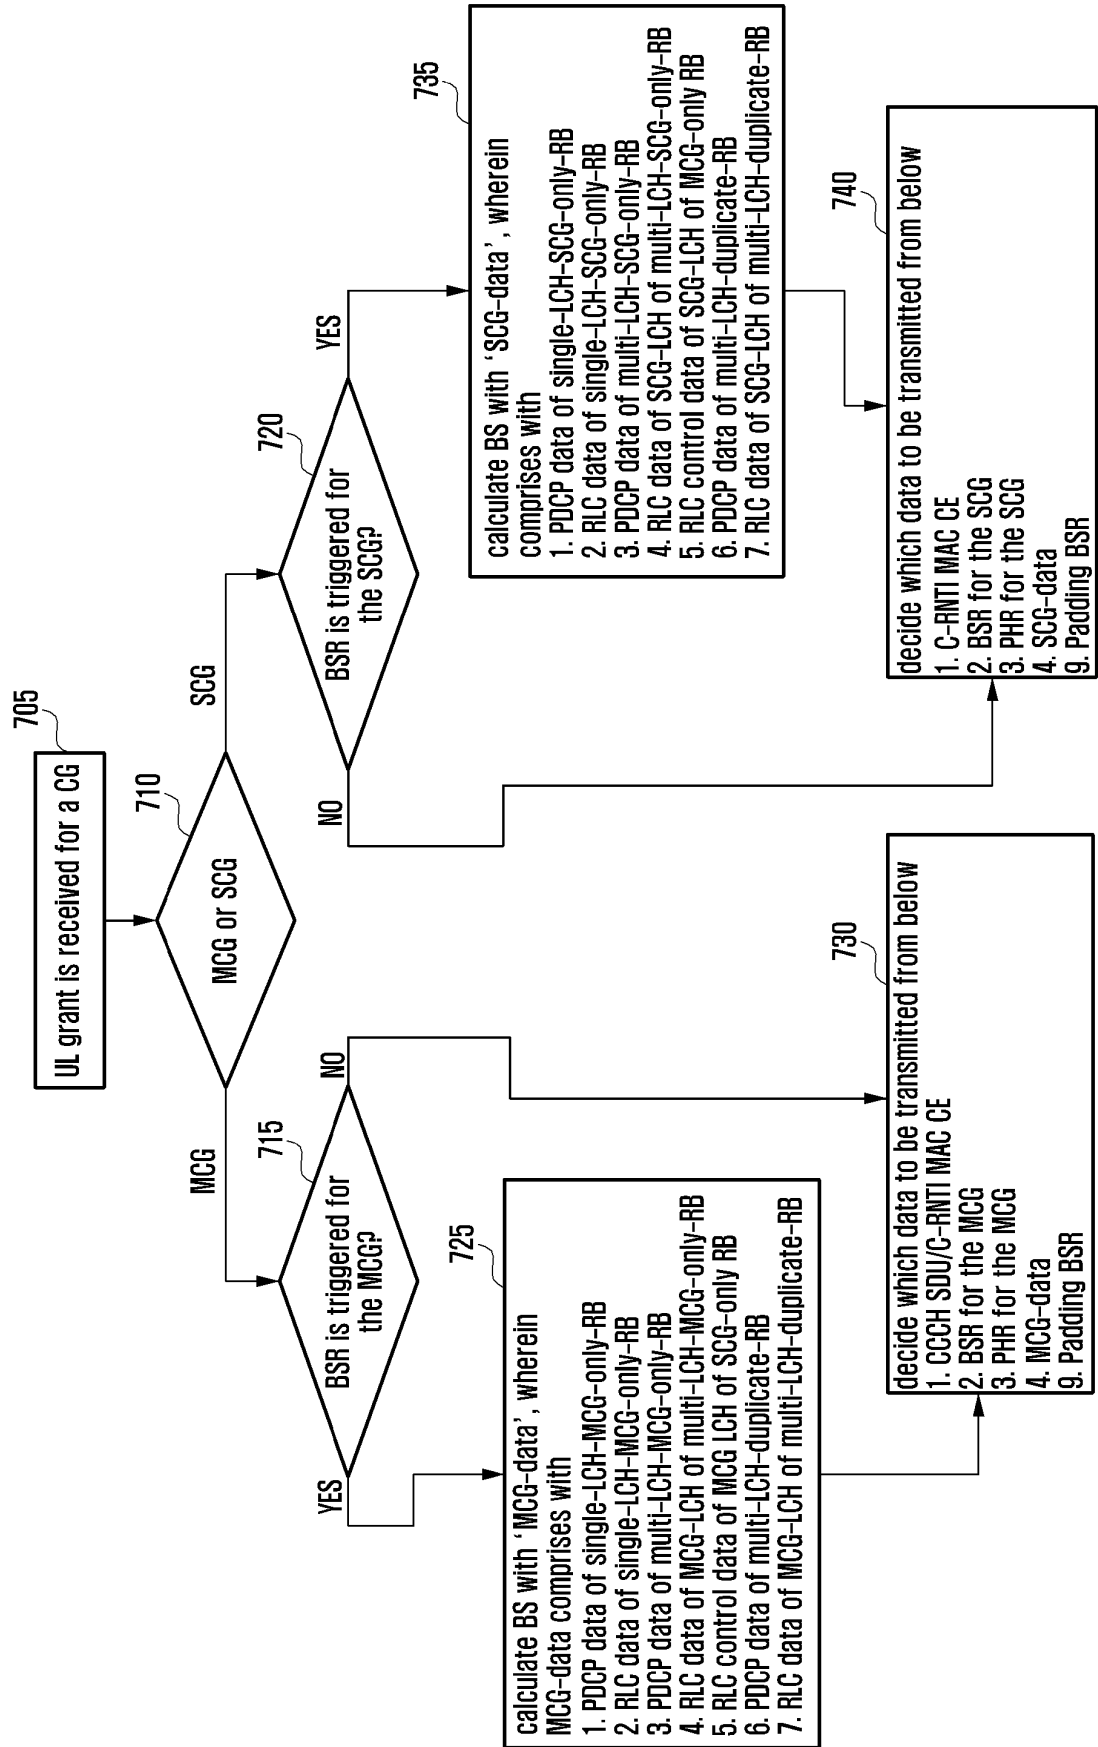 705
UL grant is received for a CG
710
MCG or SCG
MCG
SCG
715
BSR is triggered for
the MCG?
720
BSR is triggered for
the SCG?
YES
NO
NO
YES
725
calculate BS with ‘MCG-data’, wherein
MCG-data comprises with
1. PDCP data of single-LCH-MCG-only-RB
2. RLC data of single-LCH-MCG-only-RB
3. PDCP data of multi-LCH-MCG-only-RB
4. RLC data of MCG-LCH of multi-LCH-MCG-only-RB
5. RLC control data of MCG LCH of SCG-only RB
6. PDCP data of multi-LCH-duplicate-RB
7. RLC data of MCG-LCH of multi-LCH-duplicate-RB
735
calculate BS with ‘SCG-data’, wherein
comprises with
1. PDCP data of single-LCH-SCG-only-RB
2. RLC data of single-LCH-SCG-only-RB
3. PDCP data of multi-LCH-SCG-only-RB
4. RLC data of SCG-LCH of multi-LCH-SCG-only-RB
5. RLC control data of SCG-LCH of MCG-only RB
6. PDCP data of multi-LCH-duplicate-RB
7. RLC data of SCG-LCH of multi-LCH-duplicate-RB
730
decide which data to be transmitted from below
1. CCCH SDU/C-RNTI MAC CE
2. BSR for the MCG
3. PHR for the MCG
4. MCG-data
9. Padding BSR
740
decide which data to be transmitted from below
1. C-RNTI MAC CE
2. BSR for the SCG
3. PHR for the SCG
4. SCG-data
9. Padding BSR